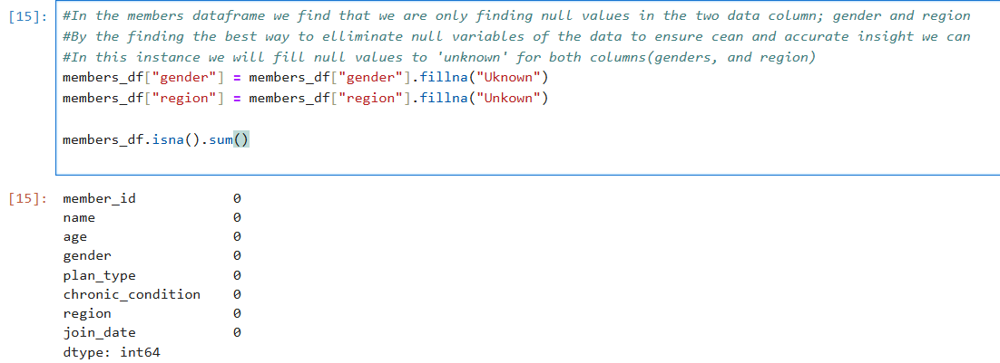 [15]: #In the members dataframe we find that we are only finding null values in the two data column; gender and region
#By the finding the best way to elliminate null variables of the data to ensure cean and accurate insight we can
#In this instance we will fill null values to 'unknown' for both columns(genders, and region)
members_df["gender"] = members_df["gender"].fillna("Uknown")
members_df["region"] = members_df["region"].fillna("Unkown")
members_df.isna().sum()
[15]: member_id 0
name 0
age 0
gender 0
plan_type 0
chronic_condition 0
region 0
join_date 0
dtype: int64